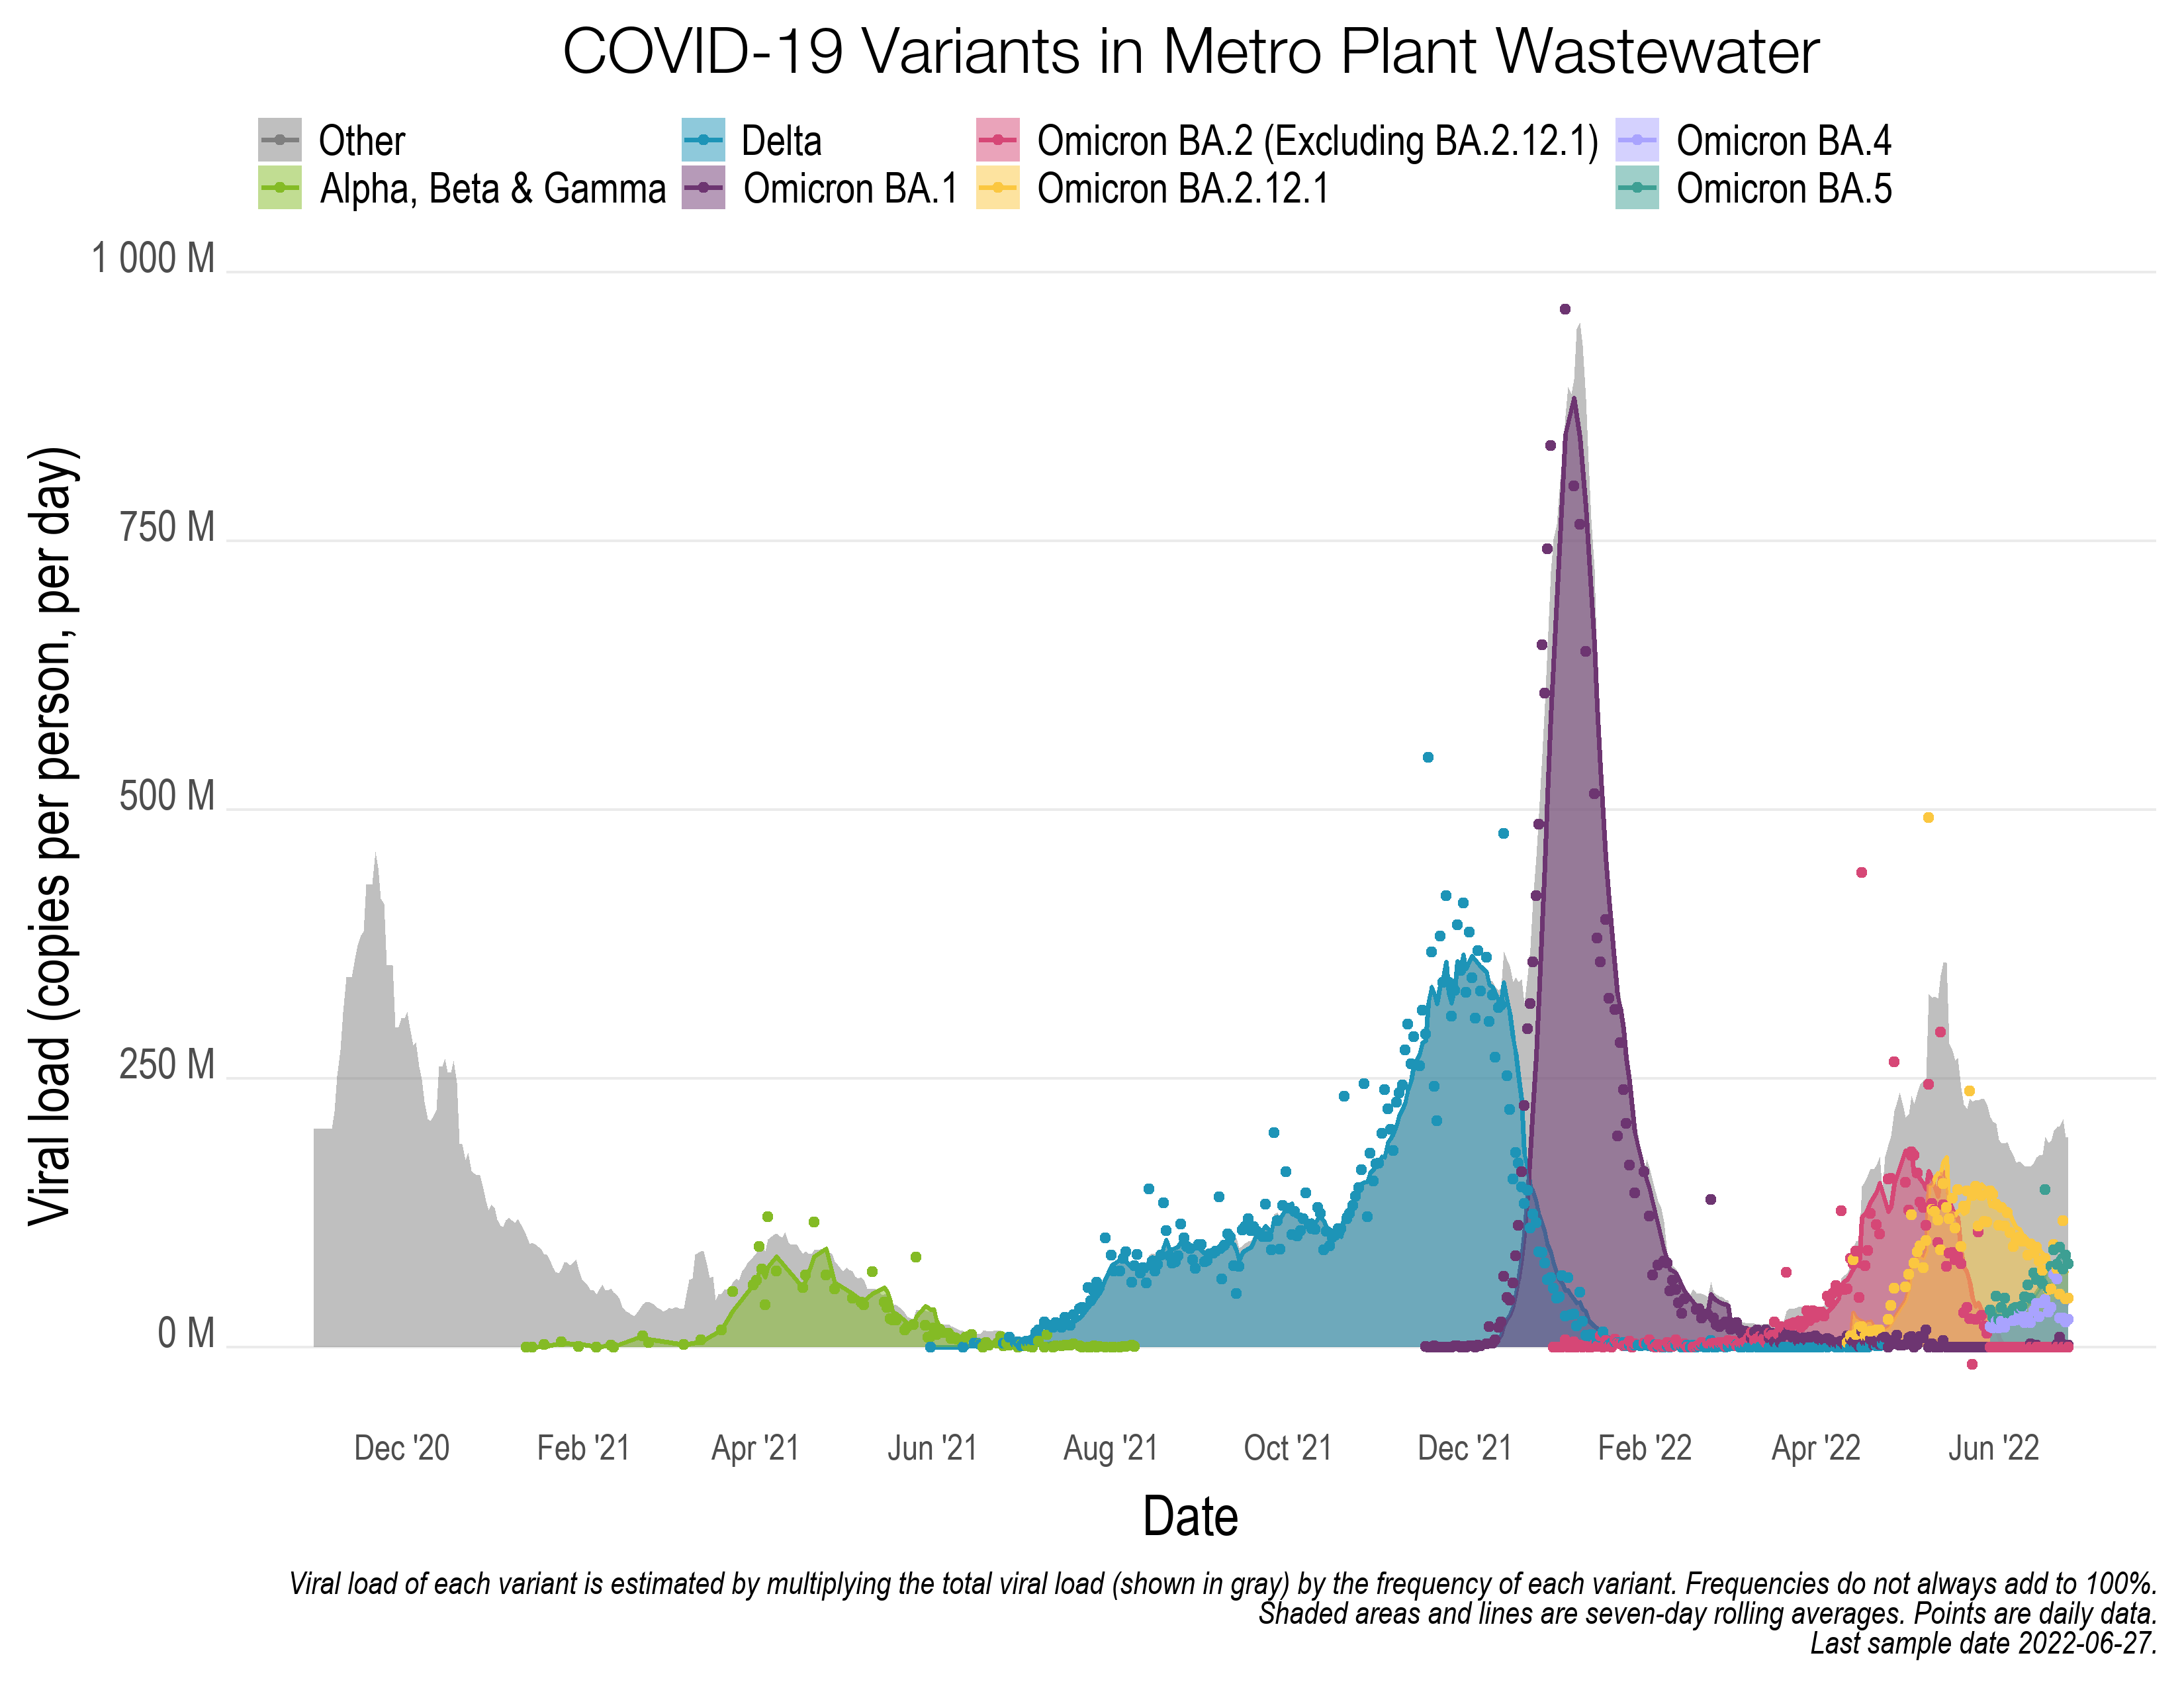 COVID-19 Variants in Metro Plant Wastewater
Other
Delta
Omicron BA.2 (Excluding BA.2.12.1)
Omicron BA.4
Alpha, Beta & Gamma
Omicron BA.1
Omicron BA.2.12.1
Omicron BA.5
Viral load (copies per person, per day)
1 000 M
750 M
500 M
250 M
0 M
Dec '20
Feb '21
Apr '21
Jun '21
Aug '21
Oct '21
Dec '21
Feb '22
Apr '22
Jun '22
Date
Viral load of each variant is estimated by multiplying the total viral load (shown in gray) by the frequency of each variant. Frequencies do not always add to 100%.
Shaded areas and lines are seven-day rolling averages. Points are daily data.
Last sample date 2022-06-27.